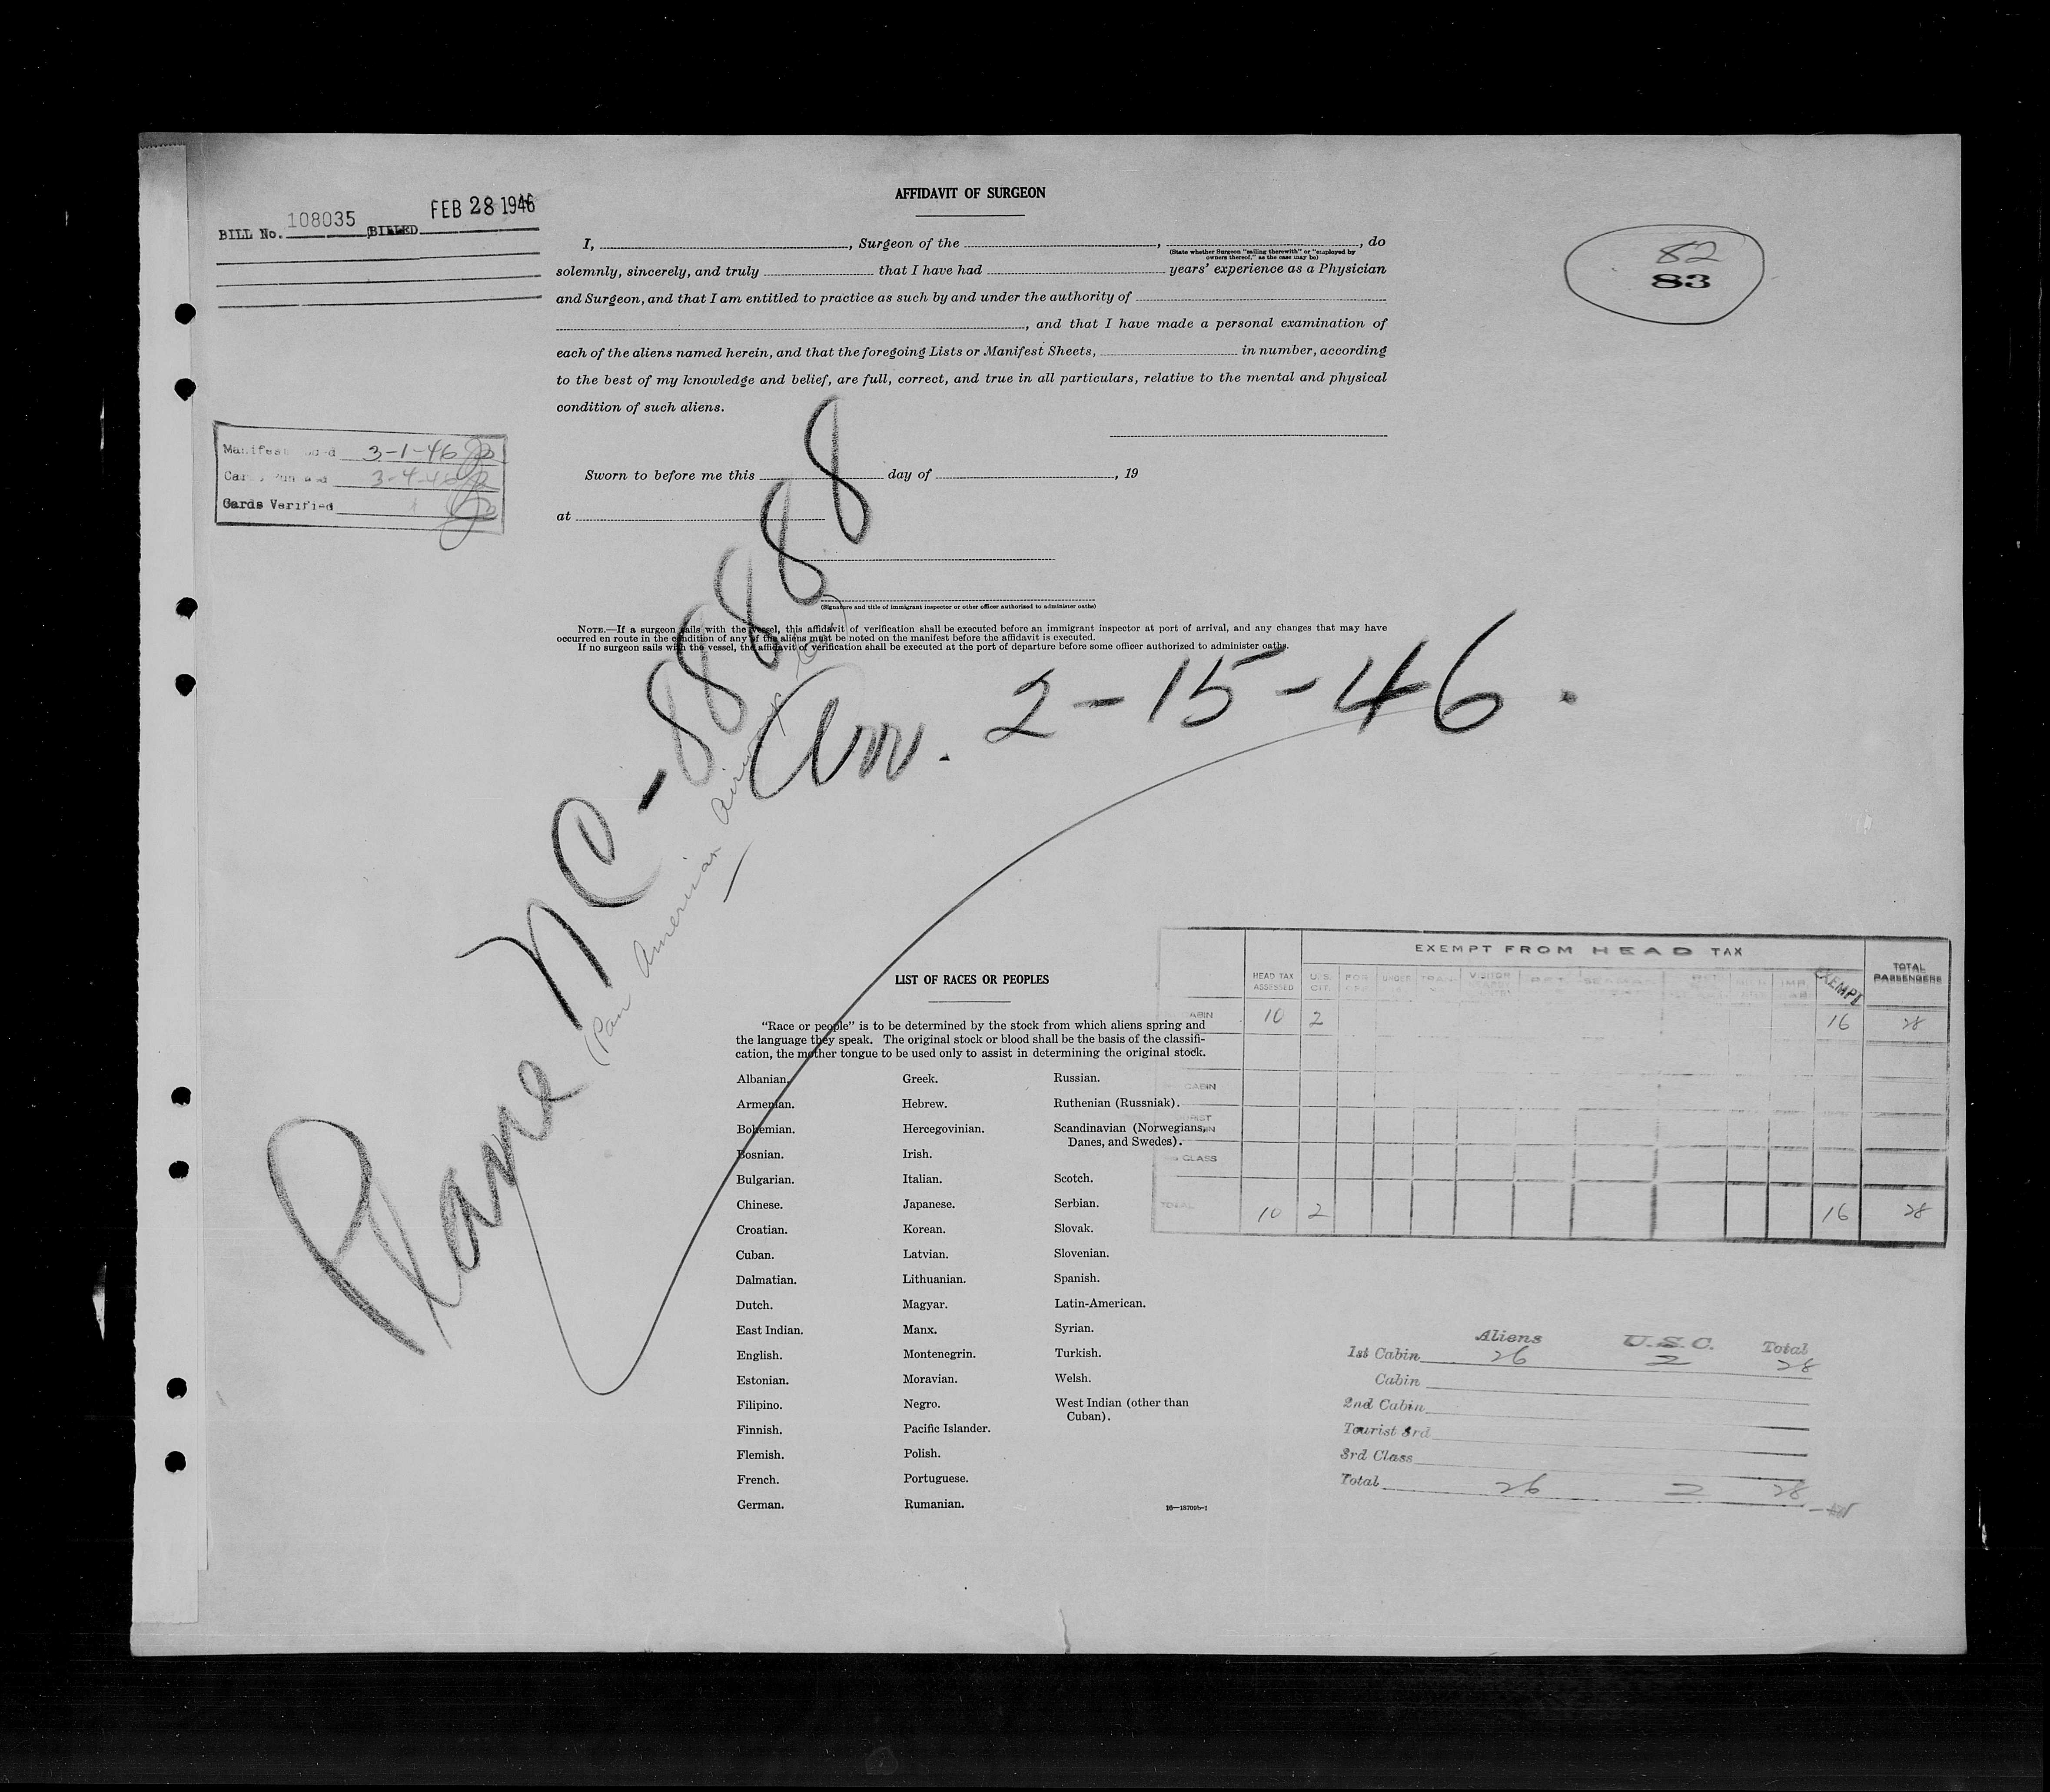 BILL No. 108035 BILLED FEB 28 1946
AFFIDAVIT OF SURGEON
I, , Surgeon of the , , do
(State whether Surgeon "sailing therewith" or "employed by
owners thereof," as the case may be)
solemnly, sincerely, and truly that I have had years' experience as a Physician
and Surgeon, and that I am entitled to practice as such by and under the authority of
, and that I have made a personal examination of
each of the aliens named herein, and that the foregoing Lists or Manifest Sheets, in number, according
to the best of my knowledge and belief, are full, correct, and true in all particulars, relative to the mental and physical
condition of such aliens.
82
83
Manifest 3-1-46
3-4-46
Cards Verified
Sworn to before me this day of , 19
at
(Signature and title of immigrant inspector or other officer authorized to administer oaths)
NOTE.—If a surgeon sails with the vessel, this affidavit of verification shall be executed before an immigrant inspector at port of arrival, and any changes that may have
occurred en route in the condition of any of the aliens must be noted on the manifest before the affidavit is executed.
If no surgeon sails with the vessel, the affidavit of verification shall be executed at the port of departure before some officer authorized to administer oaths.
Plane NC-88888
(Pan American Airways
Arr. 2-15-46.
LIST OF RACES OR PEOPLES
"Race or people" is to be determined by the stock from which aliens spring and
the language they speak. The original stock or blood shall be the basis of the classifi-
cation, the mother tongue to be used only to assist in determining the original stock.
Albanian.
Armenian.
Bohemian.
Bosnian.
Bulgarian.
Chinese.
Croatian.
Cuban.
Dalmatian.
Dutch.
East Indian.
English.
Estonian.
Filipino.
Finnish.
Flemish.
French.
German.
Greek.
Hebrew.
Hercegovinian.
Irish.
Italian.
Japanese.
Korean.
Latvian.
Lithuanian.
Magyar.
Manx.
Montenegrin.
Moravian.
Negro.
Pacific Islander.
Polish.
Portuguese.
Rumanian.
Russian.
Ruthenian (Russniak).
Scandinavian (Norwegians,
Danes, and Swedes).
Scotch.
Serbian.
Slovak.
Slovenian.
Spanish.
Latin-American.
Syrian.
Turkish.
Welsh.
West Indian (other than
Cuban).
EXEMPT FROM HEAD TAX
HEAD TAX ASSESSED U.S. CIT. UNDER VISITOR EXEMPT TOTAL PASSENGERS
CABIN 10 2 16 28
CABIN
CLASS
TOTAL 10 2 16 28
Aliens U.S.C. Total
1st Cabin 26 2 28
Cabin
2nd Cabin
Tourist 3rd
3rd Class
Total 26 2 28